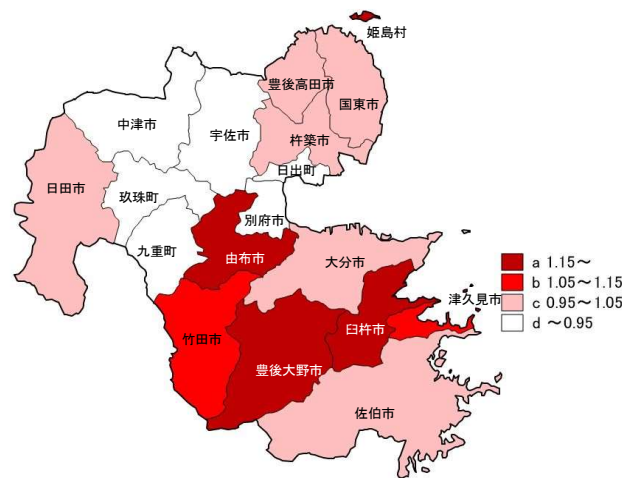 姫島村
豊後高田市
国東市
中津市
宇佐市
杵築市
日出町
日田市
玖珠町
別府市
九重町
由布市
大分市
a 1.15～
b 1.05～1.15
c 0.95～1.05
d ～0.95
津久見市
臼杵市
竹田市
豊後大野市
佐伯市